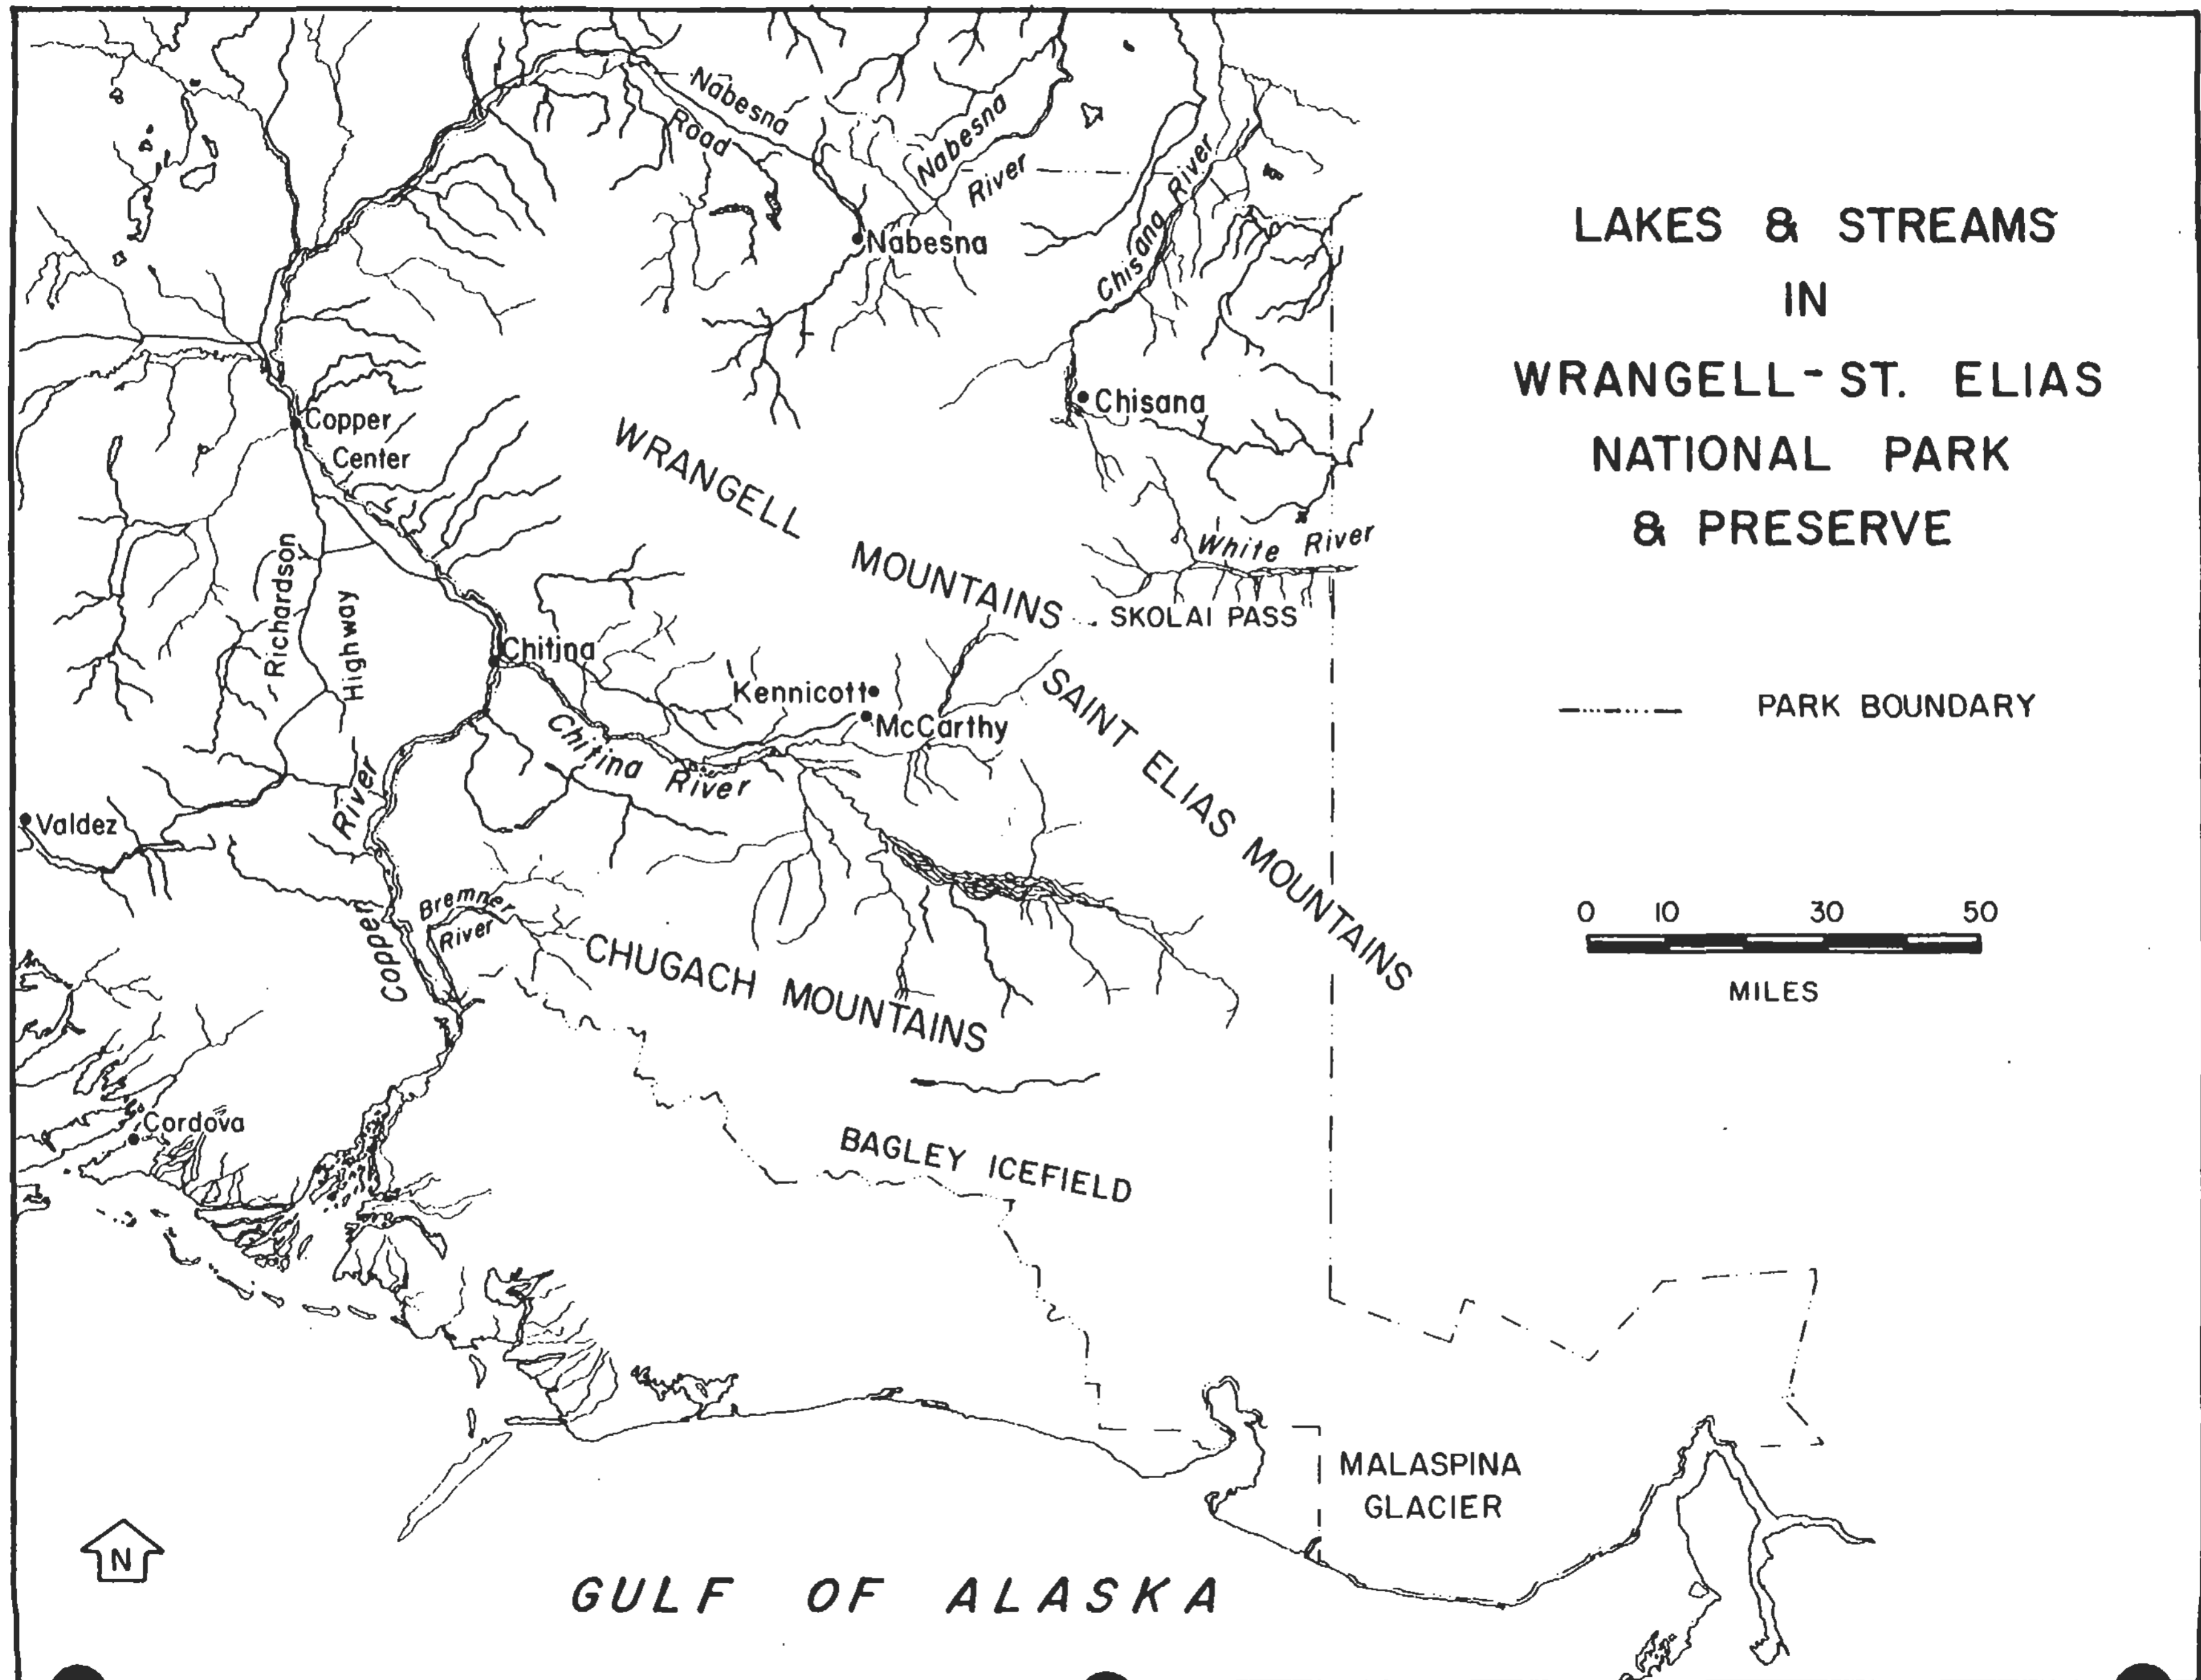 LAKES & STREAMS
IN
WRANGELL-ST. ELIAS
NATIONAL PARK
& PRESERVE
PARK BOUNDARY
0 10 30 50
MILES
Nabesna
Road
Nabesna
River
Chisana River
Nabesna
Chisana
Copper
Center
WRANGELL
MOUNTAINS
White River
SKOLAI PASS
Richardson
Highway
Chitina
Kennicott
McCarthy
SAINT ELIAS MOUNTAINS
Chitina River
Valdez
Copper River
Bremner
River
CHUGACH MOUNTAINS
Cordova
BAGLEY ICEFIELD
MALASPINA
GLACIER
N
GULF OF ALASKA